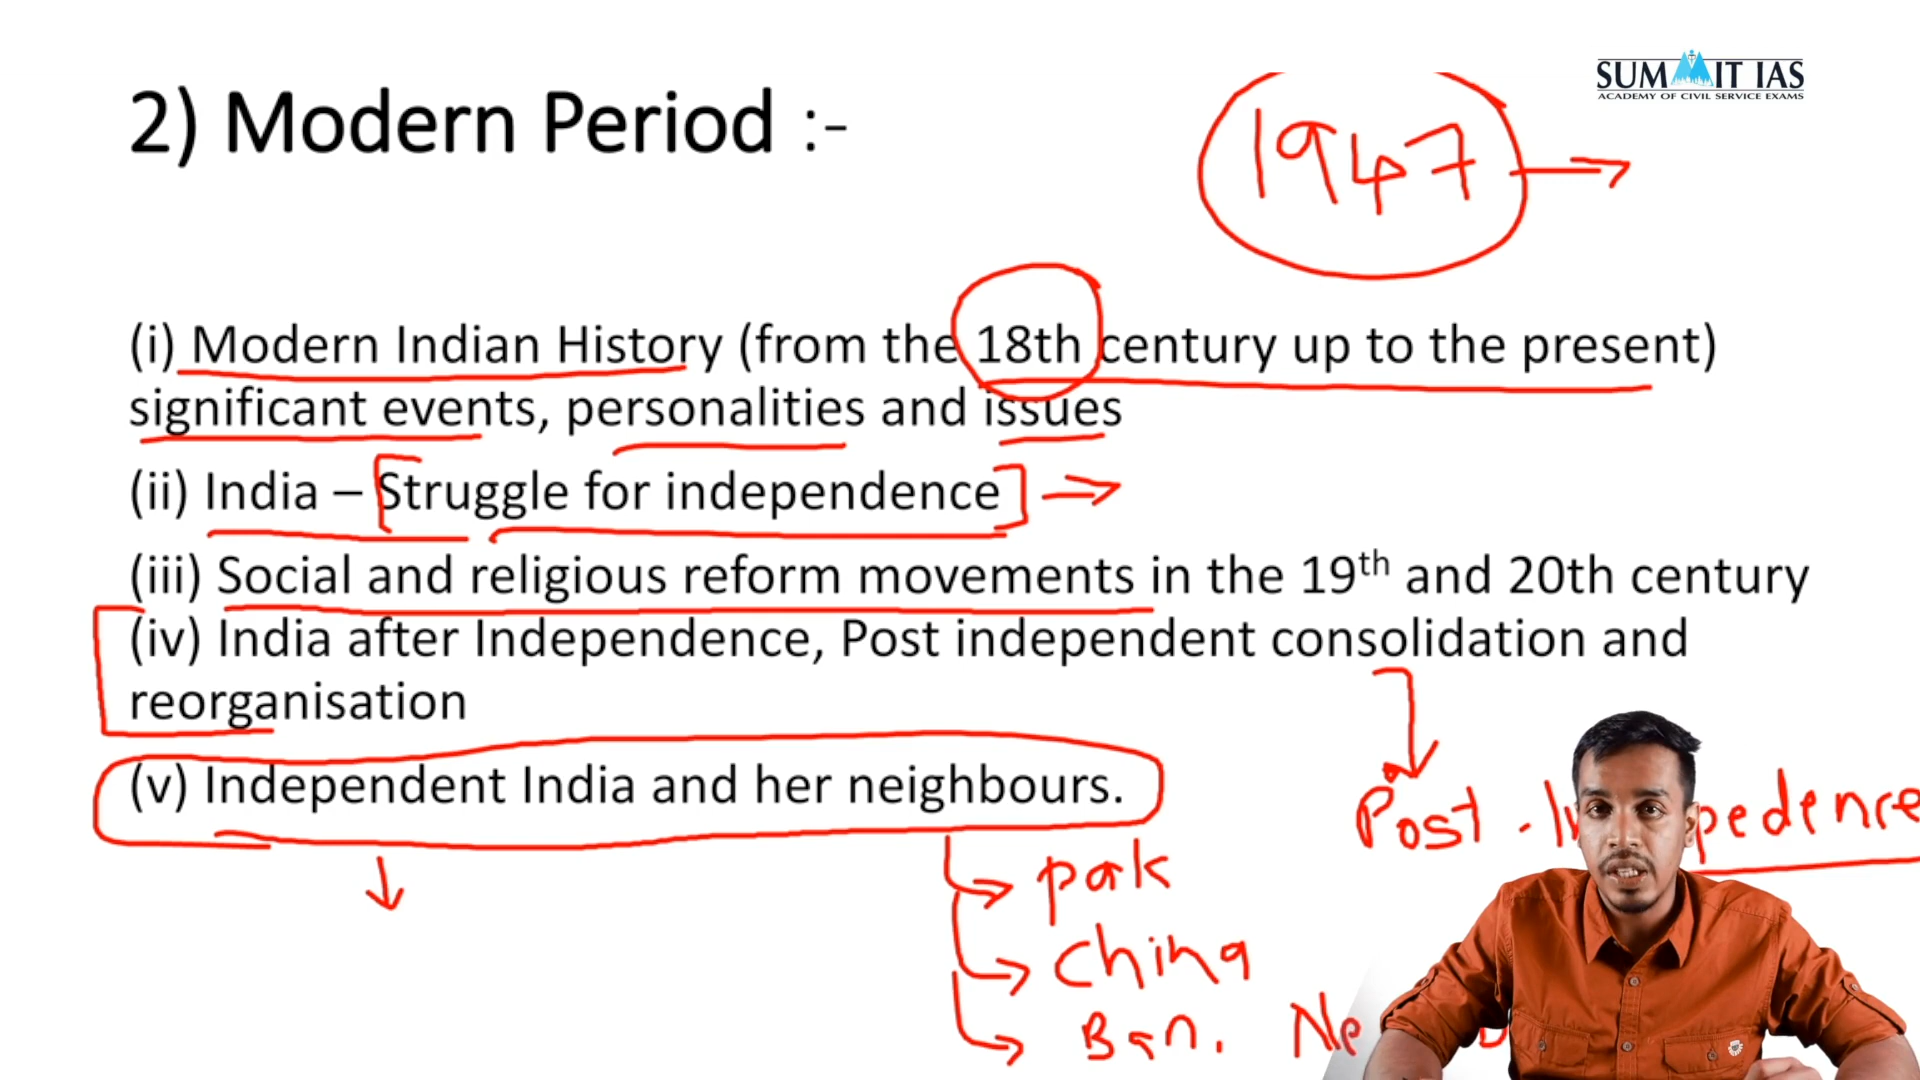 SUMMIT IAS
ACADEMY OF CIVIL SERVICE EXAMS
2) Modern Period :-
1947
(i) Modern Indian History (from the 18th century up to the present)
significant events, personalities and issues
(ii) India – Struggle for independence
(iii) Social and religious reform movements in the 19th and 20th century
(iv) India after Independence, Post independent consolidation and
reorganisation
(v) Independent India and her neighbours.
Post -
pak
China
Ban.